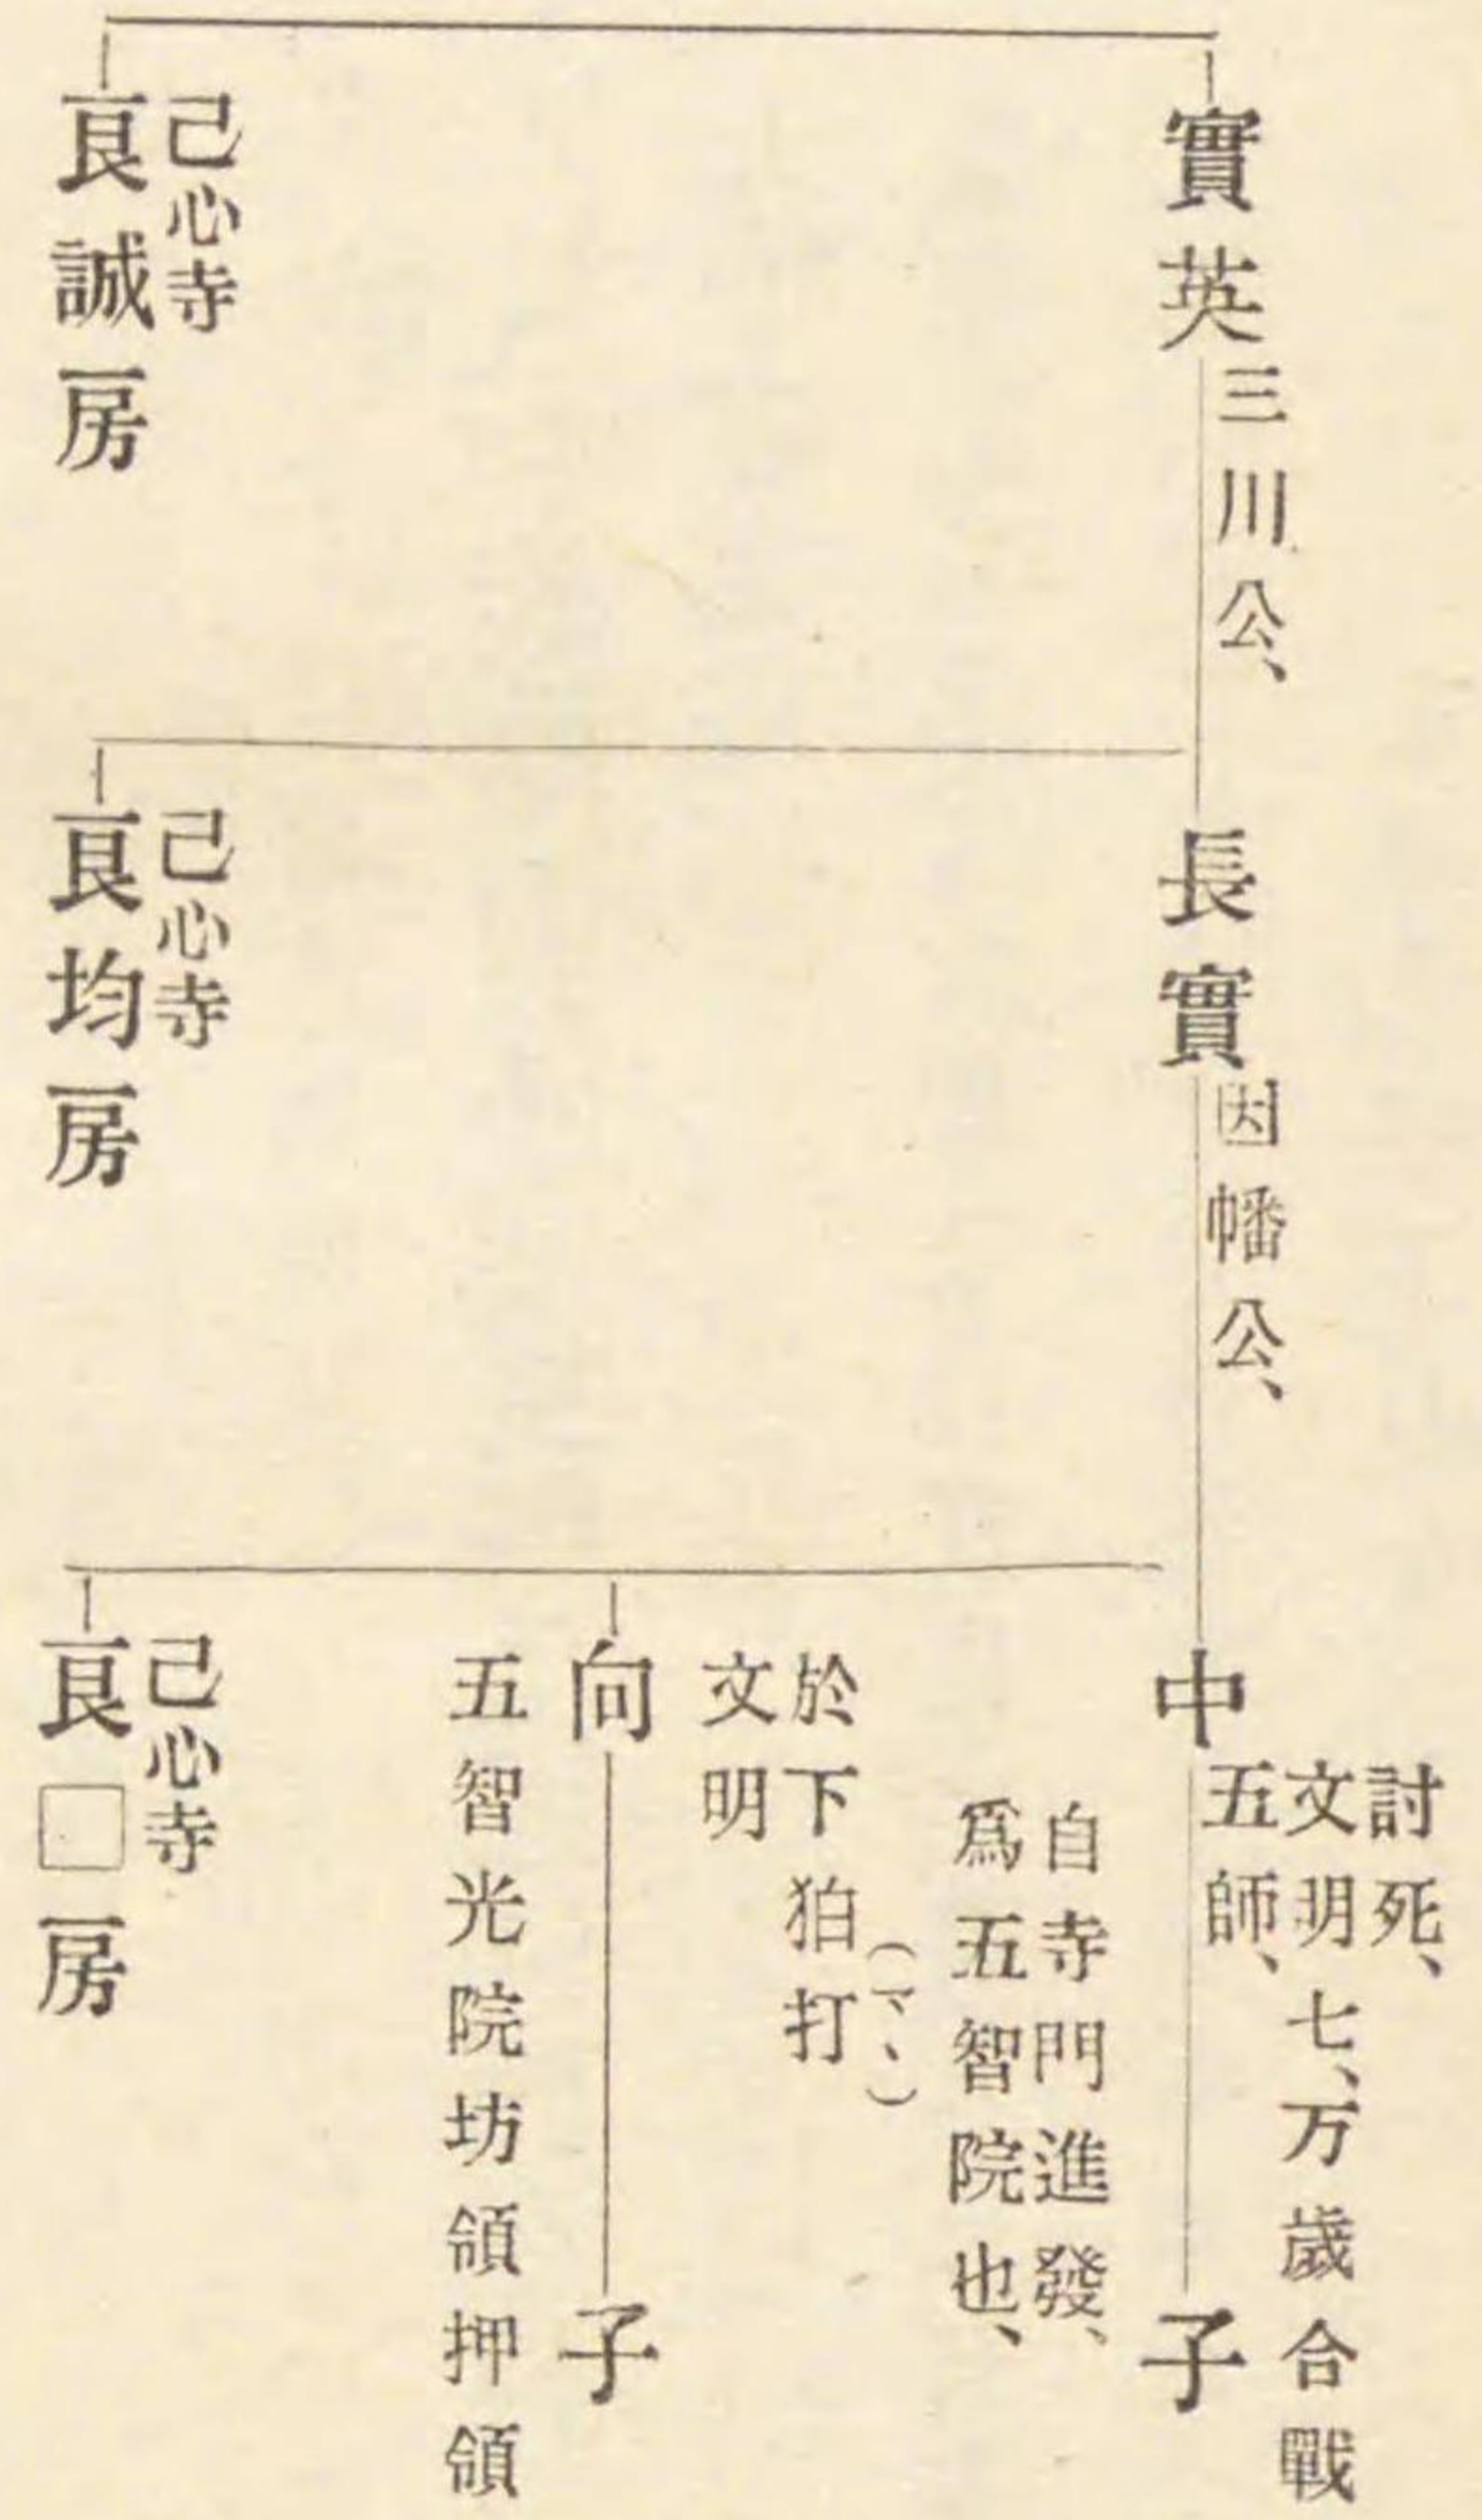 實英
三川公、
己心寺
良誠房
長實
因幡公、
己心寺
良均房
討死、
文明七、万歲合戰
五師、
中
子
自寺門進發、
爲五智院也、
(マヽ)
於下狛打
文明
向
子
五智光院坊領押領
己心寺
良□房